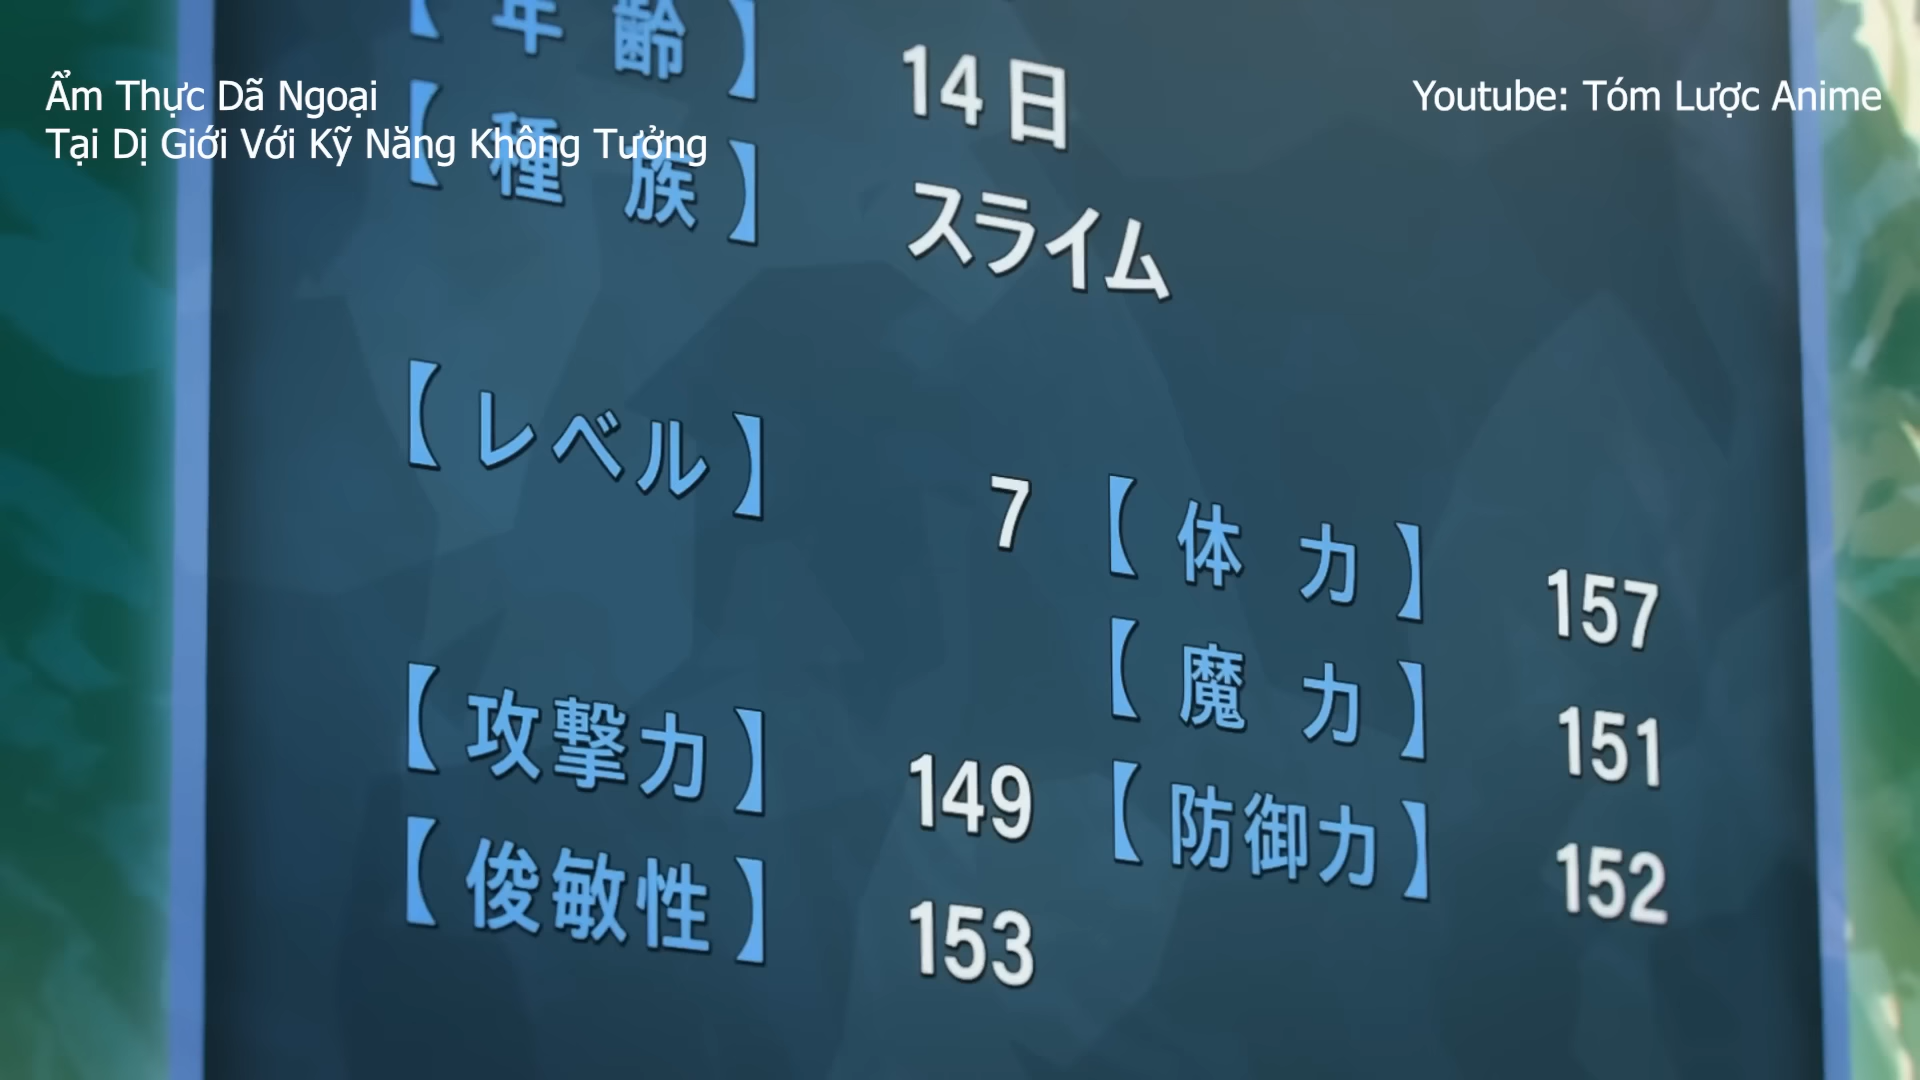 Ẩm Thực Dã Ngoại
Tại Dị Giới Với Kỹ Năng Không Tưởng
Youtube: Tóm Lược Anime
【年齢】 14日
【種族】 スライム
【レベル】 7
【体力】 157
【魔力】 151
【攻撃力】 149
【防御力】 152
【俊敏性】 153